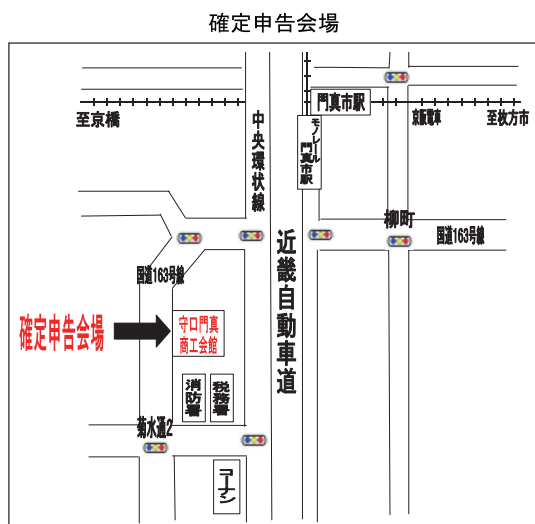 確定申告会場
門真市駅
至京橋
京阪電車
至枚方市
中央環状線
モノレール
門真市駅
柳町
国道163号線
近畿自動車道
国道163号線
確定申告会場
守口門真
商工会館
消防署
税務署
菊水通2
コーナン